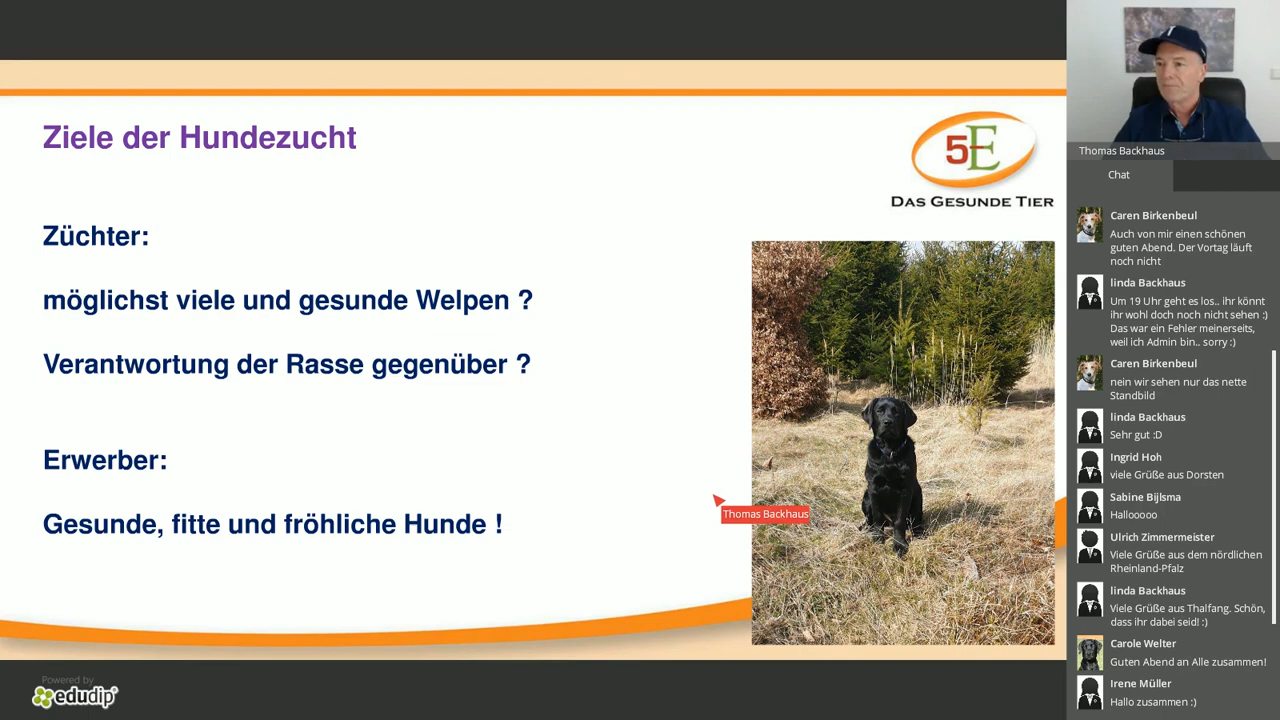 Ziele der Hundezucht
5E
DAS GESUNDE TIER
Züchter:
möglichst viele und gesunde Welpen ?
Verantwortung der Rasse gegenüber ?
Erwerber:
Gesunde, fitte und fröhliche Hunde !
Thomas Backhaus
Powered by
edudip
Thomas Backhaus
Chat
Caren Birkenbeul
Auch von mir einen schönen
guten Abend. Der Vortag läuft
noch nicht
linda Backhaus
Um 19 Uhr geht es los.. ihr könnt
ihr wohl doch noch nicht sehen :)
Das war ein Fehler meinerseits,
weil ich Admin bin.. sorry :)
Caren Birkenbeul
nein wir sehen nur das nette
Standbild
linda Backhaus
Sehr gut :D
Ingrid Hoh
viele Grüße aus Dorsten
Sabine Bijlsma
Hallooooo
Ulrich Zimmermeister
Viele Grüße aus dem nördlichen
Rheinland-Pfalz
linda Backhaus
Viele Grüße aus Thalfang. Schön,
dass ihr dabei seid! :)
Carole Welter
Guten Abend an Alle zusammen!
Irene Müller
Hallo zusammen :)